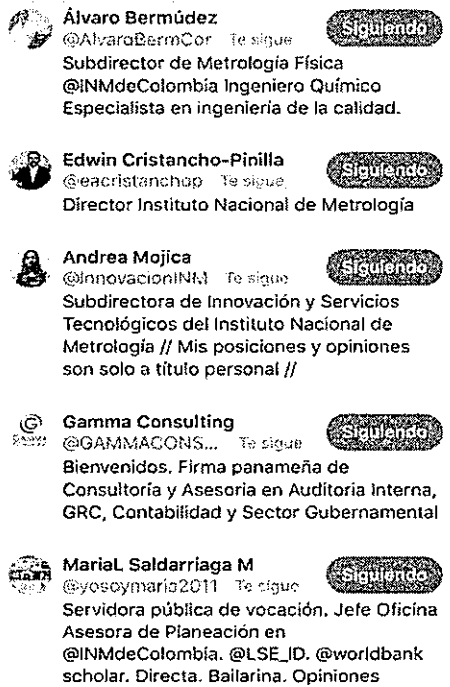 Álvaro Bermúdez
@AlvaroBermCor Te sigue
Siguiendo
Subdirector de Metrología Física
@INMdeColombia Ingeniero Químico
Especialista en ingeniería de la calidad.
Edwin Cristancho-Pinilla
@eacristanchop Te sigue
Siguiendo
Director Instituto Nacional de Metrología
Andrea Mojica
@InnovacionINM Te sigue
Siguiendo
Subdirectora de Innovación y Servicios
Tecnológicos del Instituto Nacional de
Metrología // Mis posiciones y opiniones
son solo a título personal //
Gamma Consulting
@GAMMACONS... Te sigue
Siguiendo
Bienvenidos. Firma panameña de
Consultoría y Asesoria en Auditoria Interna,
GRC, Contabilidad y Sector Gubernamental
MariaL Saldarriaga M
@yosoymaria2011 Te sigue
Siguiendo
Servidora pública de vocación. Jefe Oficina
Asesora de Planeación en
@INMdeColombia. @LSE_ID. @worldbank
scholar. Directa. Bailarina. Opiniones